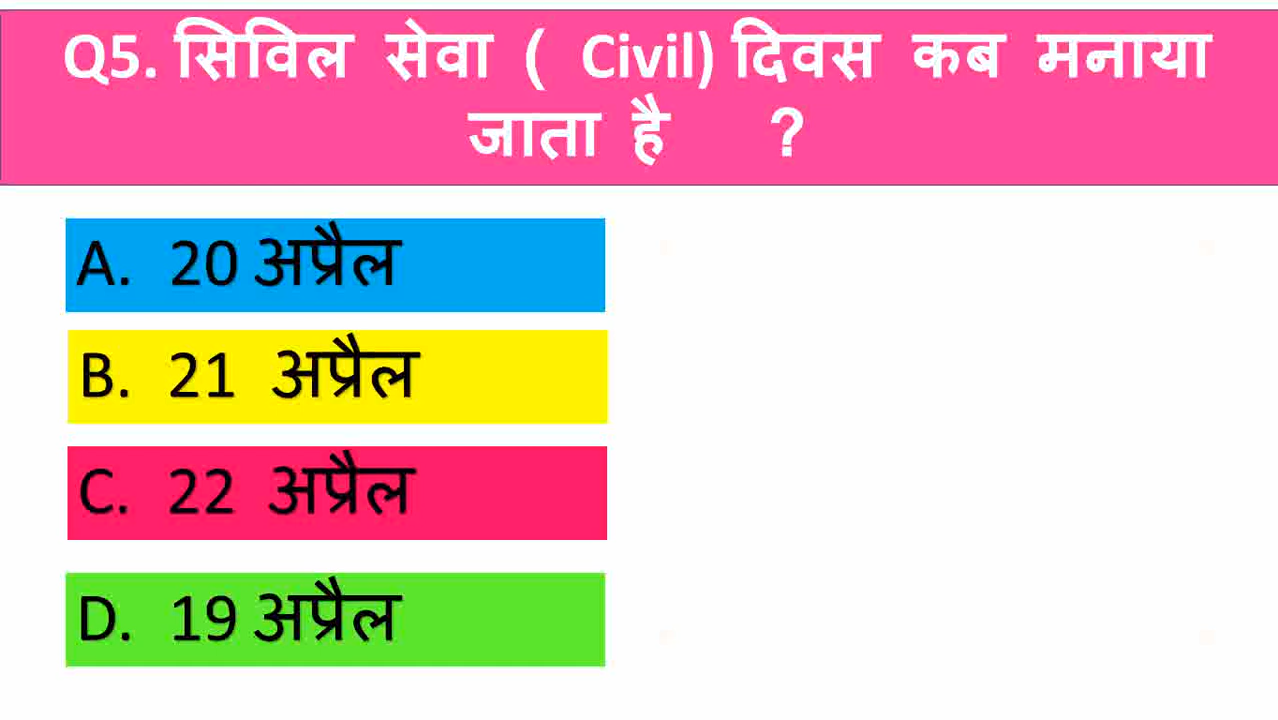 Q5. सिविल सेवा ( Civil) दिवस कब मनाया
जाता है ?
A. 20 अप्रैल
B. 21 अप्रैल
C. 22 अप्रैल
D. 19 अप्रैल